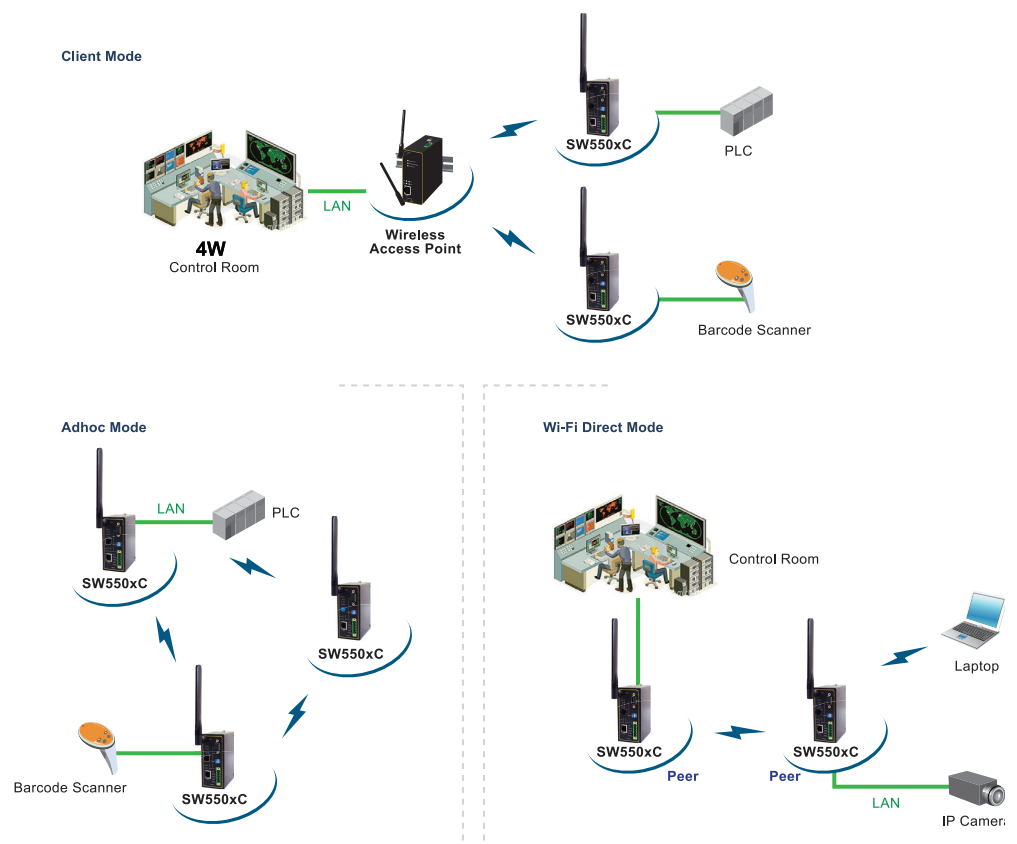 Client Mode
SW550xC
PLC
LAN
Wireless
Access Point
4W
Control Room
SW550xC
Barcode Scanner
Adhoc Mode
LAN
PLC
SW550xC
SW550xC
Barcode Scanner
SW550xC
Wi-Fi Direct Mode
Control Room
Laptop
SW550xC
Peer
SW550xC
Peer
LAN
IP Camera